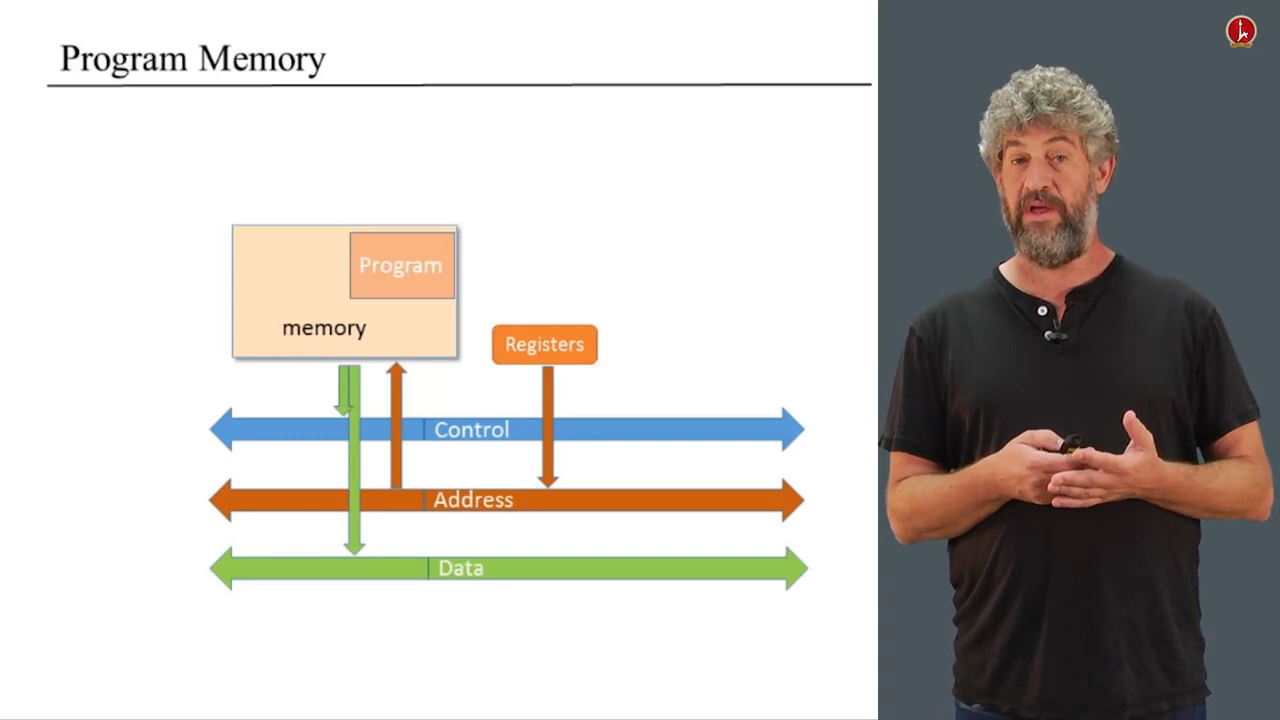 Program Memory
Program
memory
Registers
Control
Address
Data